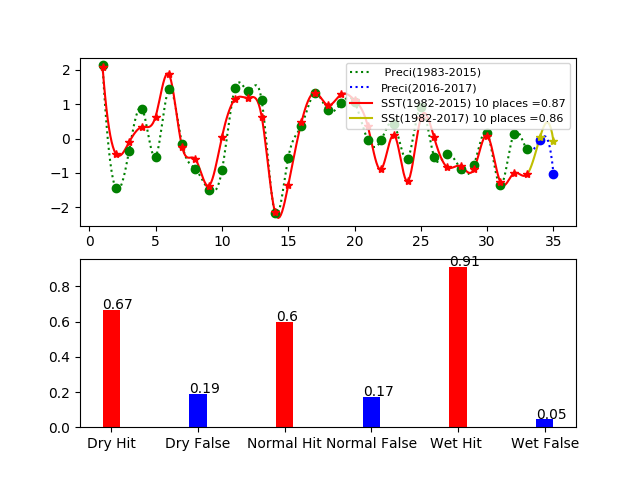 2
1
0
−1
−2
Preci(1983-2015)
Preci(2016-2017)
SST(1982-2015) 10 places =0.87
SSt(1982-2017) 10 places =0.86
0 5 10 15 20 25 30 35
0.8
0.6
0.4
0.2
0.0
0.67
0.19
0.6
0.17
0.91
0.05
Dry Hit Dry False Normal Hit Normal False Wet Hit Wet False